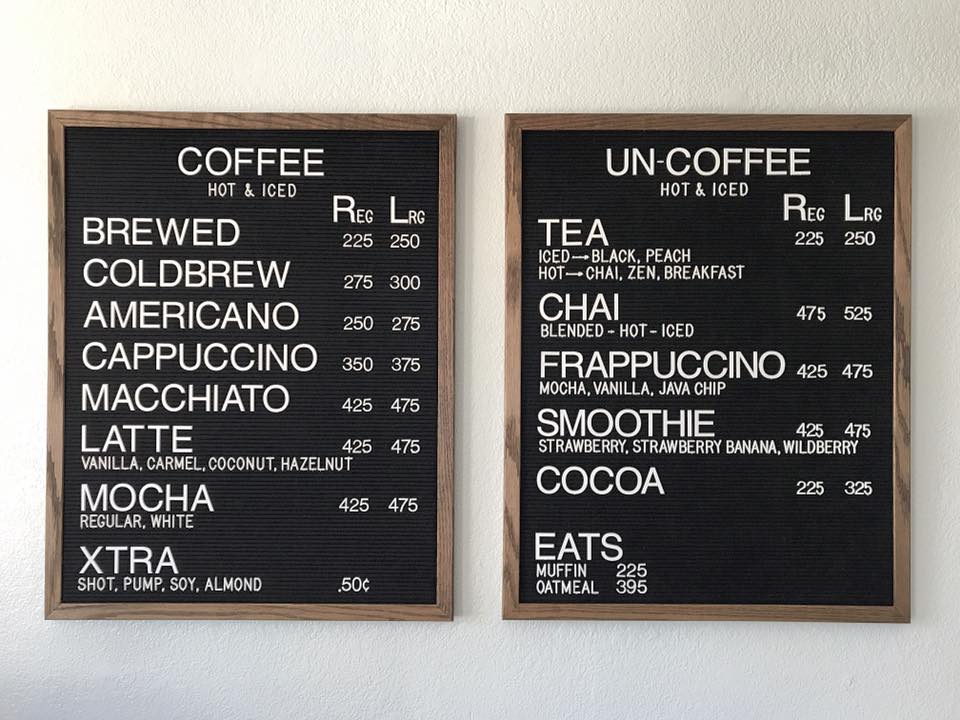 COFFEE
HOT & ICED
REG LRG
BREWED 225 250
COLDBREW 275 300
AMERICANO 250 275
CAPPUCCINO 350 375
MACCHIATO 425 475
LATTE 425 475
VANILLA, CARMEL, COCONUT, HAZELNUT
MOCHA 425 475
REGULAR, WHITE
XTRA
SHOT, PUMP, SOY, ALMOND .50¢
UN-COFFEE
HOT & ICED
REG LRG
TEA 225 250
ICED→BLACK, PEACH
HOT→CHAI, ZEN, BREAKFAST
CHAI 475 525
BLENDED - HOT - ICED
FRAPPUCCINO 425 475
MOCHA, VANILLA, JAVA CHIP
SMOOTHIE 425 475
STRAWBERRY, STRAWBERRY BANANA, WILDBERRY
COCOA 225 325
EATS
MUFFIN 225
OATMEAL 395